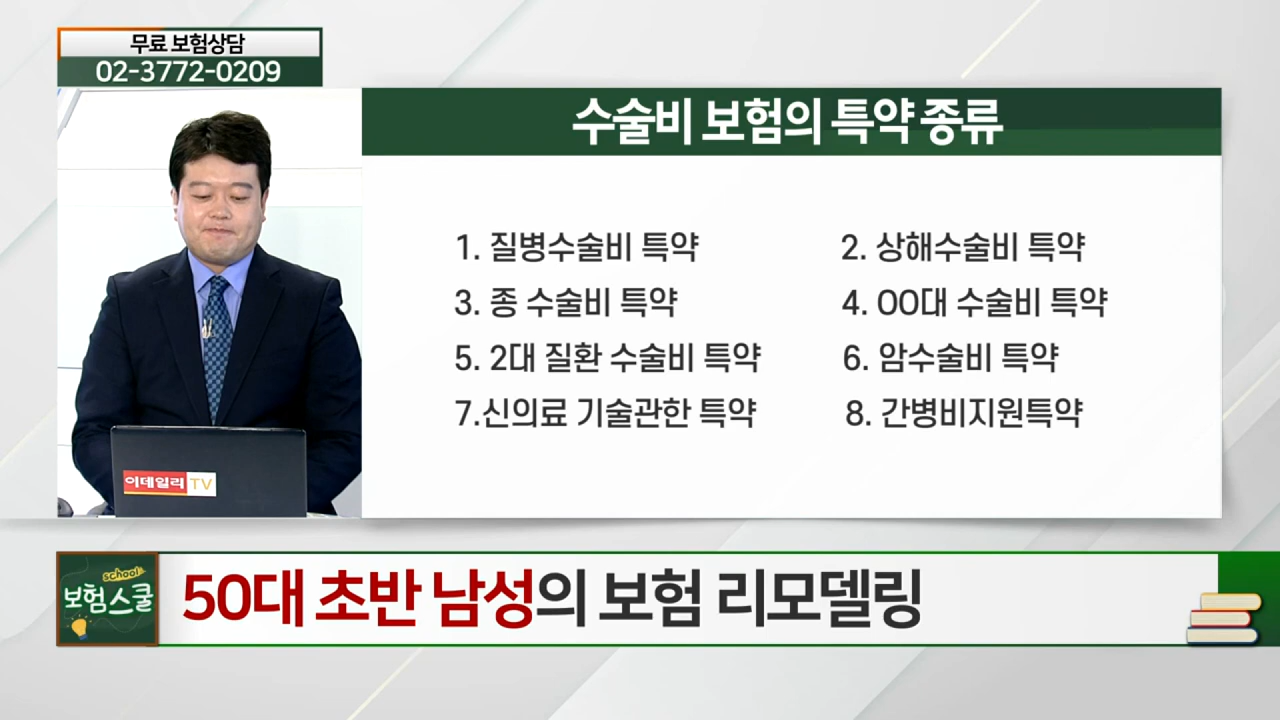 무료 보험상담
02-3772-0209
수술비 보험의 특약 종류
1. 질병수술비 특약
2. 상해수술비 특약
3. 종 수술비 특약
4. OO대 수술비 특약
5. 2대 질환 수술비 특약
6. 암수술비 특약
7.신의료 기술관한 특약
8. 간병비지원특약
이데일리 TV
school
보험스쿨
50대 초반 남성의 보험 리모델링